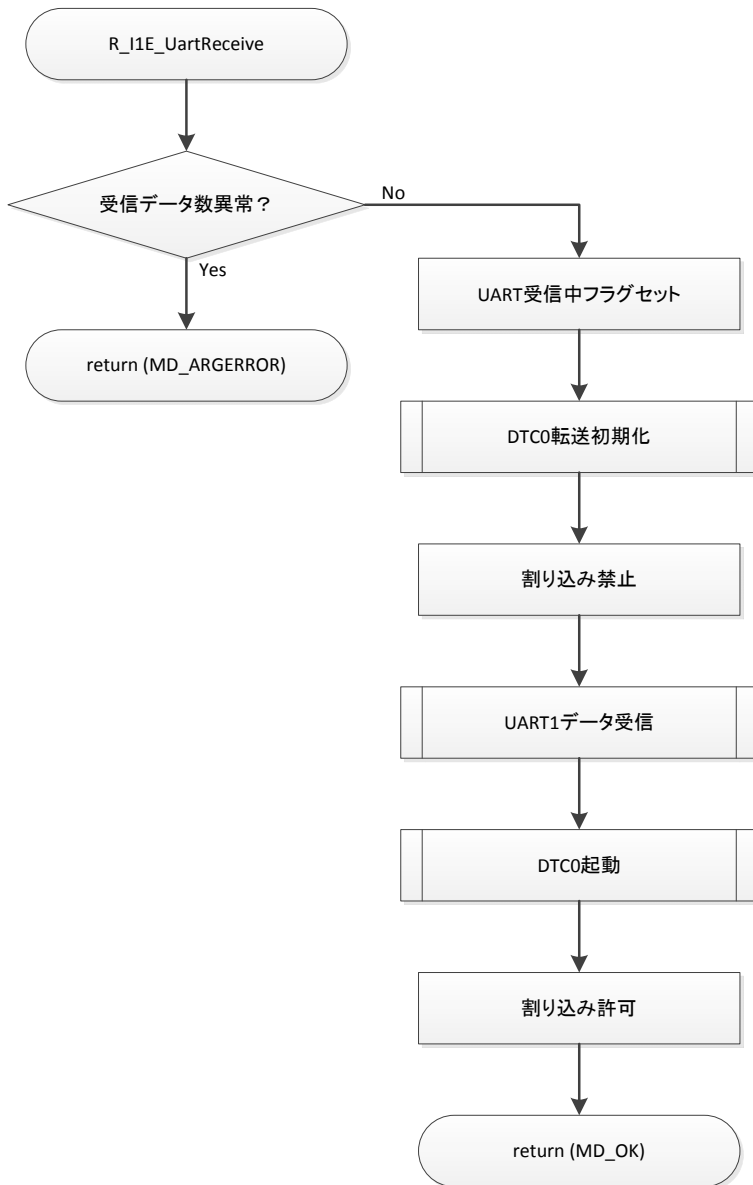 R_I1E_UartReceive
受信データ数異常？
No
Yes
UART受信中フラグセット
return (MD_ARGERROR)
DTC0転送初期化
割り込み禁止
UART1データ受信
DTC0起動
割り込み許可
return (MD_OK)